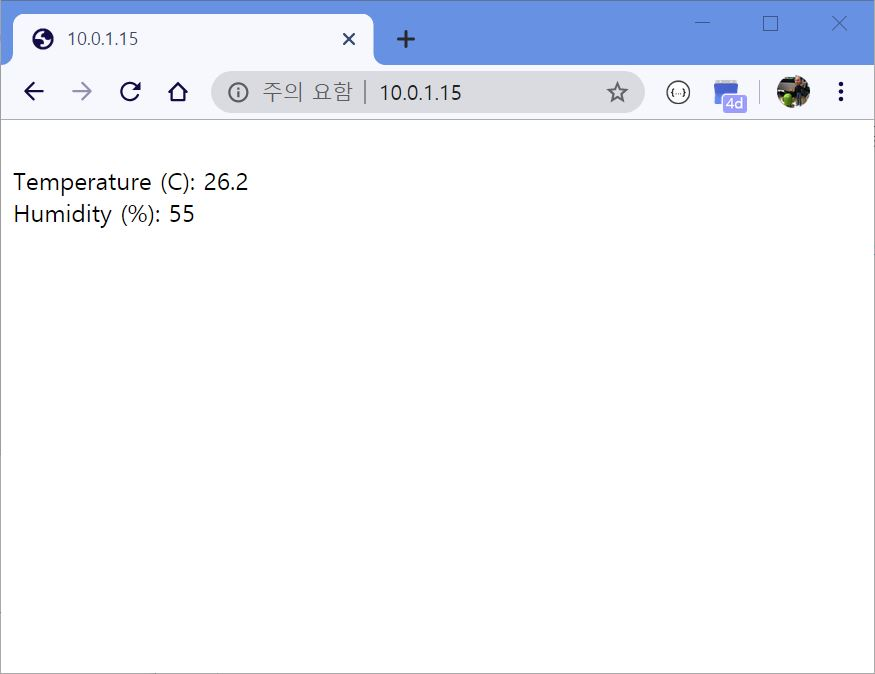 10.0.1.15
주의 요함 | 10.0.1.15
{...}
4d
Temperature (C): 26.2
Humidity (%): 55